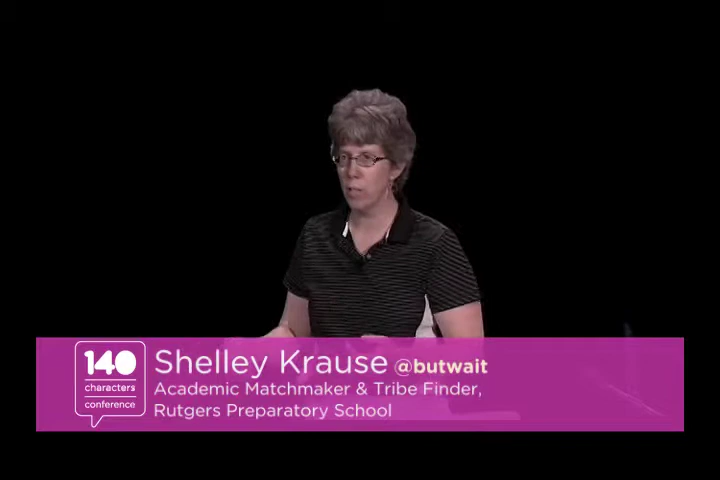 140
characters
conference
Shelley Krause @butwait
Academic Matchmaker & Tribe Finder,
Rutgers Preparatory School